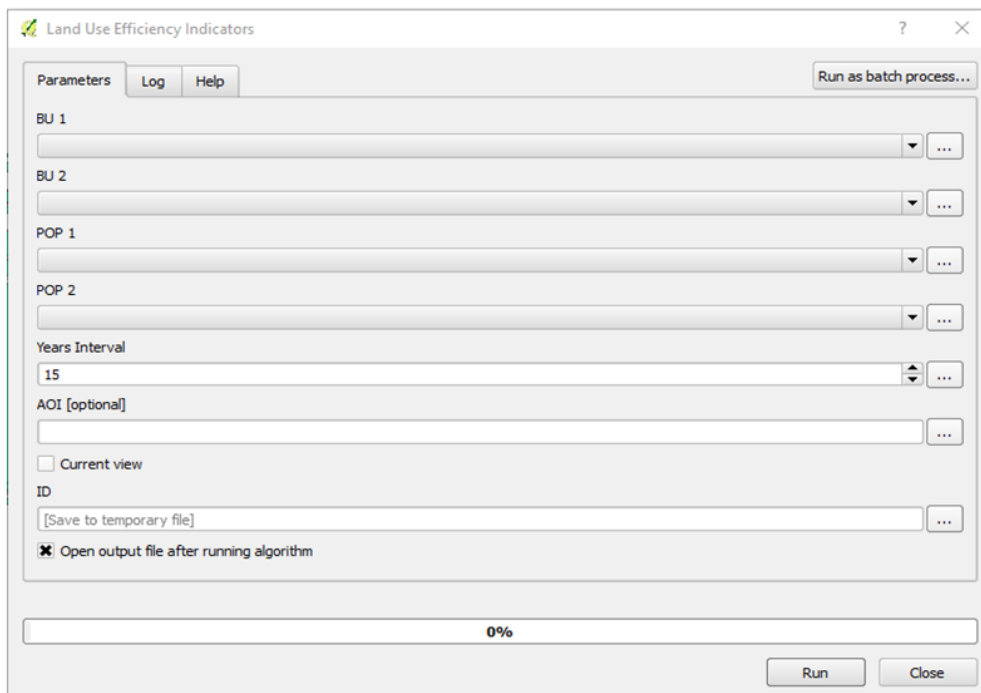 Land Use Efficiency Indicators ?
Parameters Log Help Run as batch process...
BU 1
...
BU 2
...
POP 1
...
POP 2
...
Years Interval
15 ...
AOI [optional]
...
Current view
ID
[Save to temporary file] ...
Open output file after running algorithm
0%
Run Close